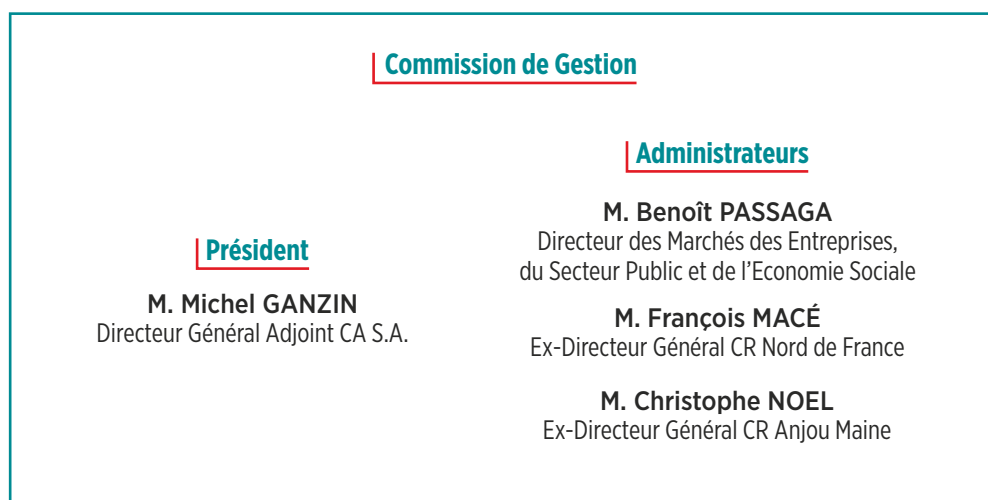 Commission de Gestion
Président
M. Michel GANZIN
Directeur Général Adjoint CA S.A.
Administrateurs
M. Benoît PASSAGA
Directeur des Marchés des Entreprises,
du Secteur Public et de l’Economie Sociale
M. François MACÉ
Ex-Directeur Général CR Nord de France
M. Christophe NOEL
Ex-Directeur Général CR Anjou Maine